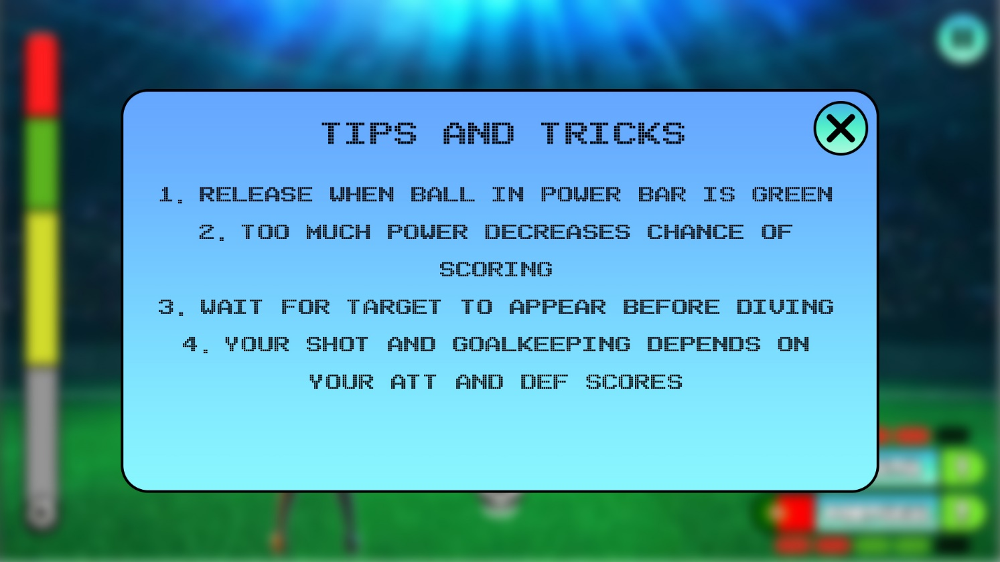 TIPS AND TRICKS
1. RELEASE WHEN BALL IN POWER BAR IS GREEN
2. TOO MUCH POWER DECREASES CHANCE OF
SCORING
3. WAIT FOR TARGET TO APPEAR BEFORE DIVING
4. YOUR SHOT AND GOALKEEPING DEPENDS ON
YOUR ATT AND DEF SCORES